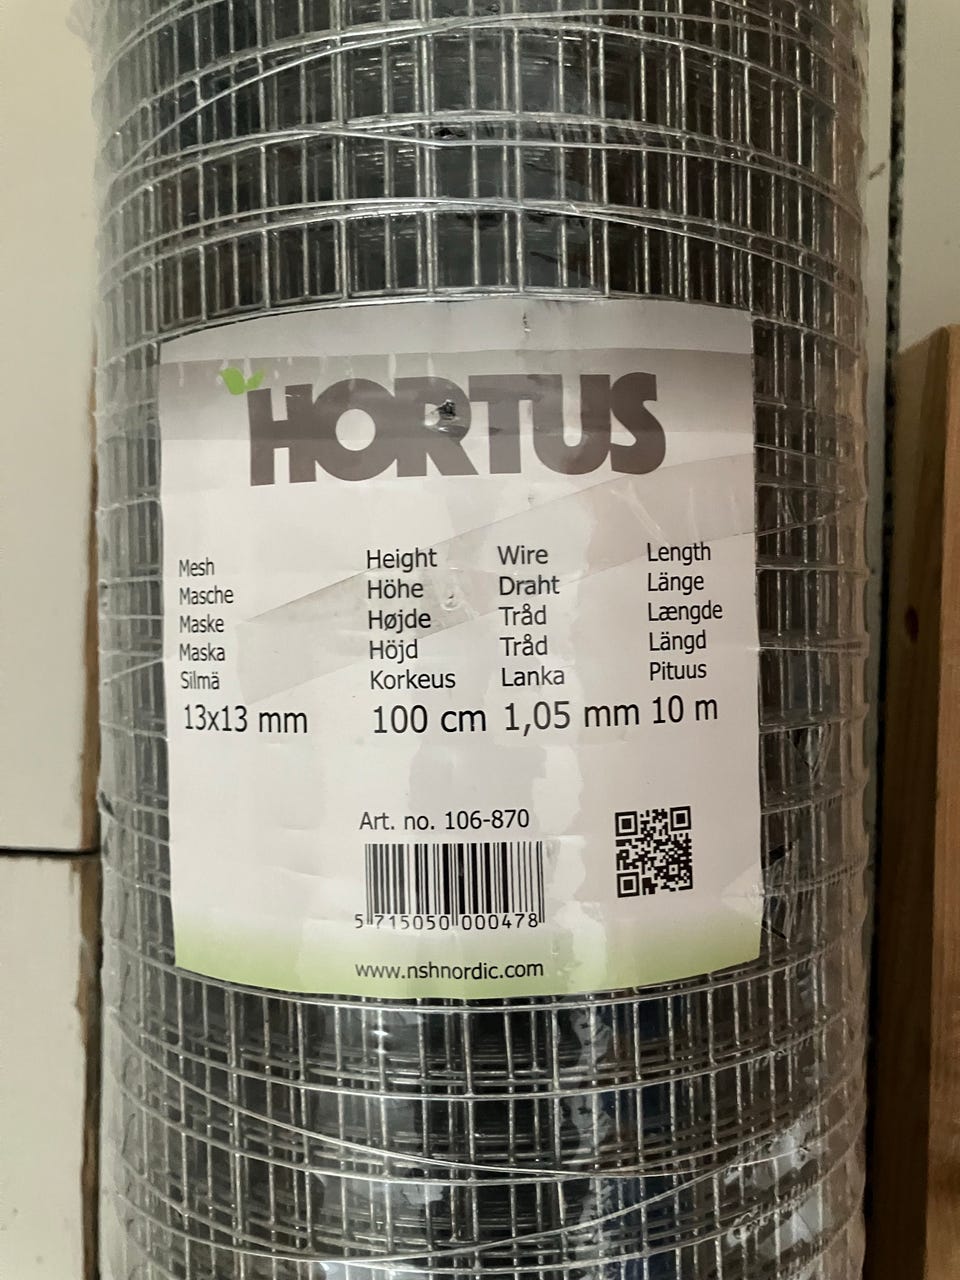 HORTUS
Mesh Height Wire Length
Masche Höhe Draht Länge
Maske Højde Tråd Længde
Maska Höjd Tråd Längd
Silmä Korkeus Lanka Pituus
13x13 mm 100 cm 1,05 mm 10 m
Art. no. 106-870
5 715050 000478
www.nshnordic.com